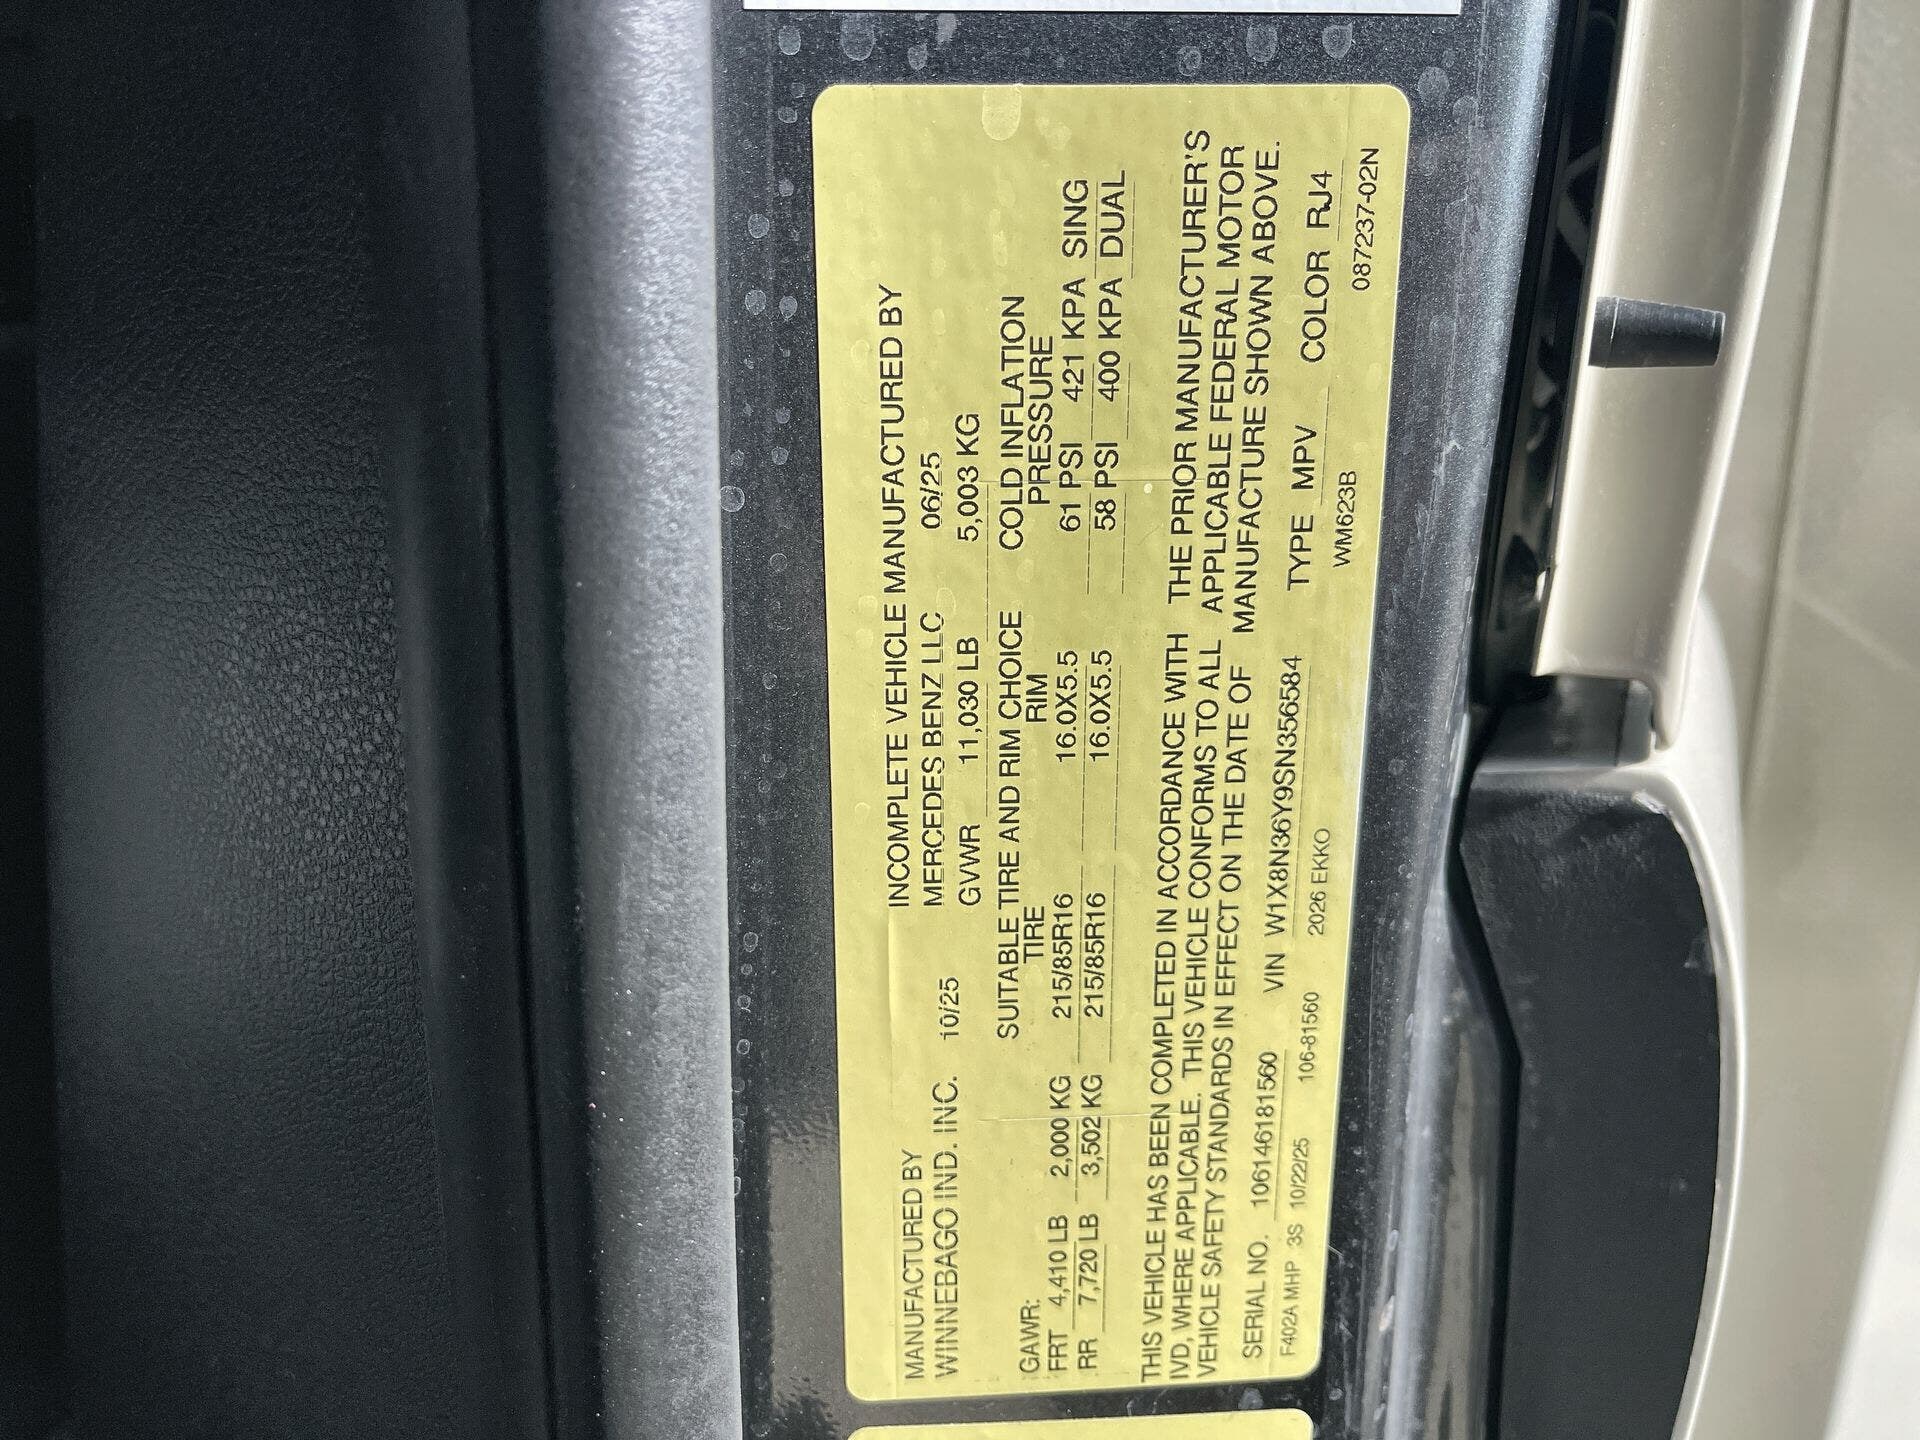 MANUFACTURED BY
WINNEBAGO IND. INC. 10/25
INCOMPLETE VEHICLE MANUFACTURED BY
MERCEDES BENZ LLC 06/25
GVWR 11,030 LB 5,003 KG
GAWR:
SUITABLE TIRE AND RIM CHOICE
TIRE RIM
COLD INFLATION
PRESSURE
FRT 4,410 LB 2,000 KG 215/85R16 16.0X5.5 61 PSI 421 KPA SING
RR 7,720 LB 3,502 KG 215/85R16 16.0X5.5 58 PSI 400 KPA DUAL
THIS VEHICLE HAS BEEN COMPLETED IN ACCORDANCE WITH THE PRIOR MANUFACTURER'S
IVD, WHERE APPLICABLE. THIS VEHICLE CONFORMS TO ALL APPLICABLE FEDERAL MOTOR
VEHICLE SAFETY STANDARDS IN EFFECT ON THE DATE OF MANUFACTURE SHOWN ABOVE.
SERIAL NO. 10614618 1560 VIN W1X8N36Y9SN356584 TYPE MPV COLOR RJ4
F402A MHP 3S 10/22/25 106-81560 2026 EKKO WM623B 087237-02N